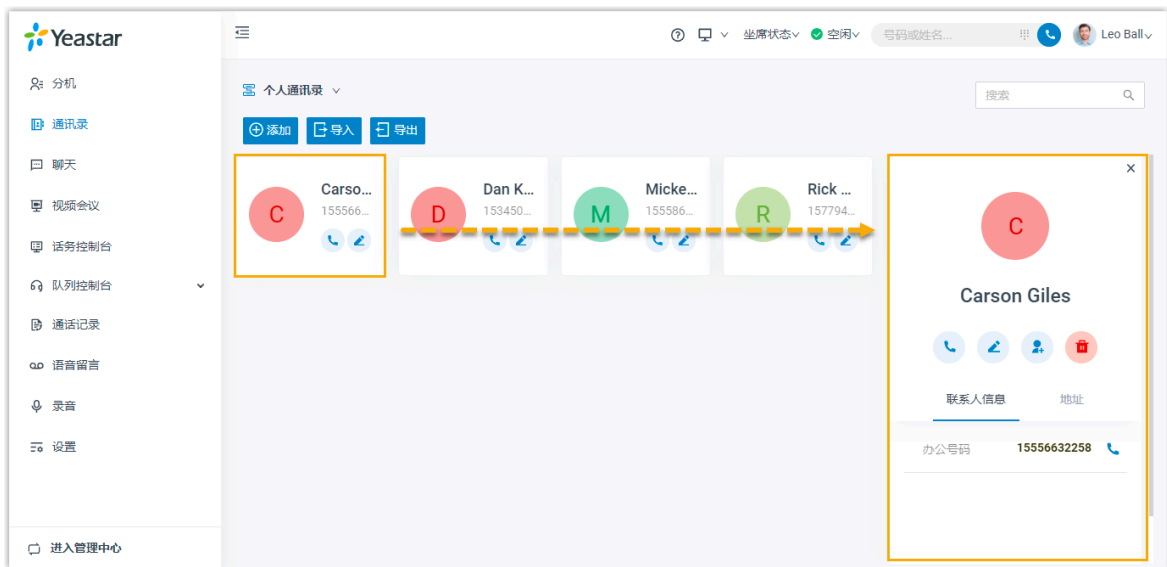 Yeastar
坐席状态 空闲 号码或姓名... Leo Ball
分机
通讯录
聊天
视频会议
话务控制台
队列控制台
通话记录
语音留言
录音
设置
进入管理中心
个人通讯录
搜索
添加 导入 导出
C
Carso...
155566...
D
Dan K...
153450...
M
Micke...
155586...
R
Rick ...
157794...
C
Carson Giles
联系人信息 地址
办公号码 15556632258